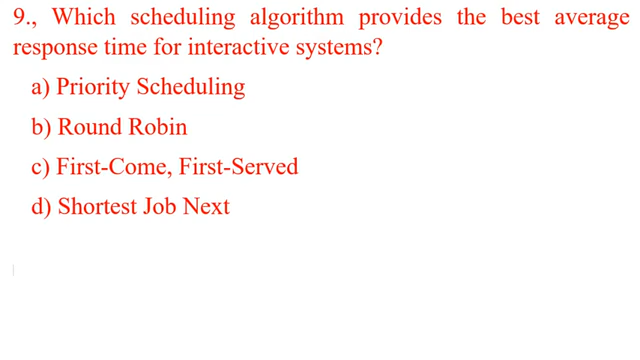 9., Which scheduling algorithm provides the best average
response time for interactive systems?
a) Priority Scheduling
b) Round Robin
c) First-Come, First-Served
d) Shortest Job Next